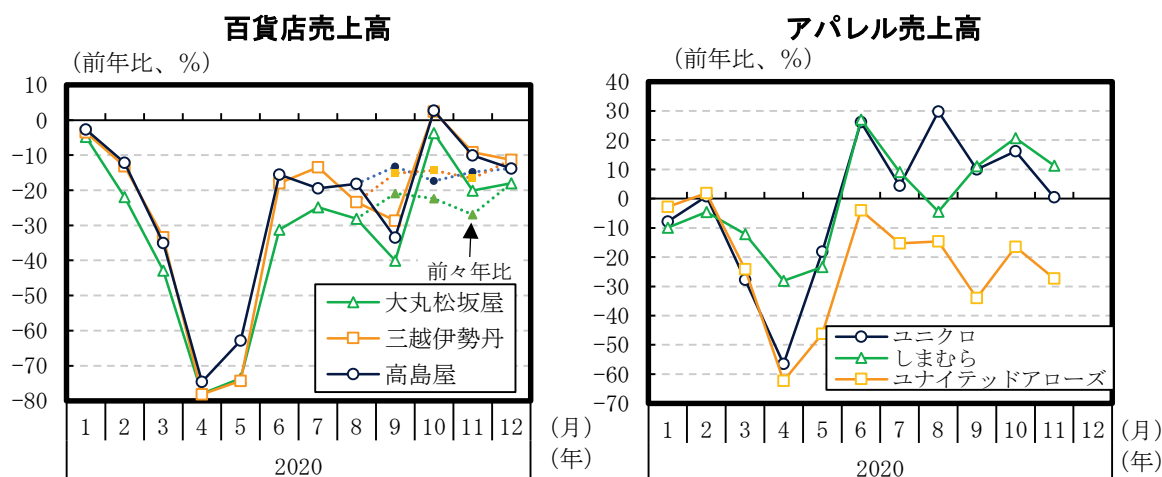 百貨店売上高
（前年比、％）
10
0
−10
−20
−30
−40
−50
−60
−70
−80
前々年比
大丸松坂屋
三越伊勢丹
高島屋
1 2 3 4 5 6 7 8 9 10 11 12 （月）
2020 （年）
アパレル売上高
（前年比、％）
40
30
20
10
0
−10
−20
−30
−40
−50
−60
−70
ユニクロ
しまむら
ユナイテッドアローズ
1 2 3 4 5 6 7 8 9 10 11 12 （月）
2020 （年）